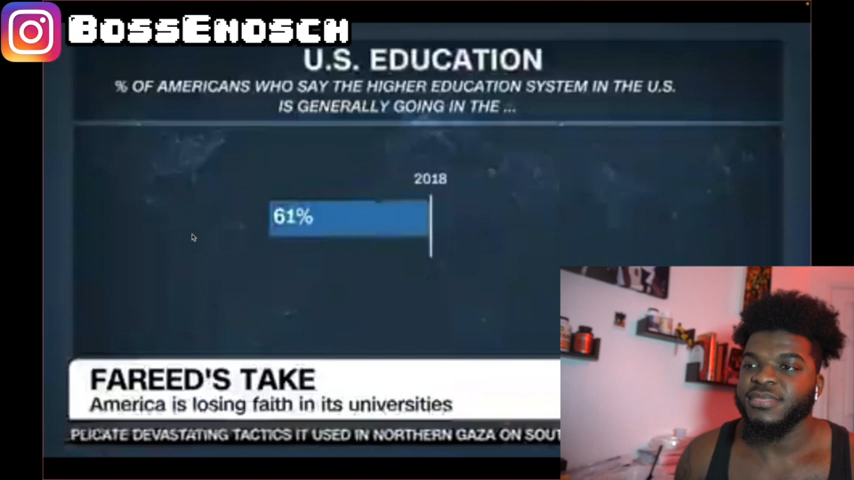 BossEnosch
U.S. EDUCATION
% OF AMERICANS WHO SAY THE HIGHER EDUCATION SYSTEM IN THE U.S.
IS GENERALLY GOING IN THE ...
2018
61%
FAREED'S TAKE
America is losing faith in its universities
PLICATE DEVASTATING TACTICS IT USED IN NORTHERN GAZA ON SOUT